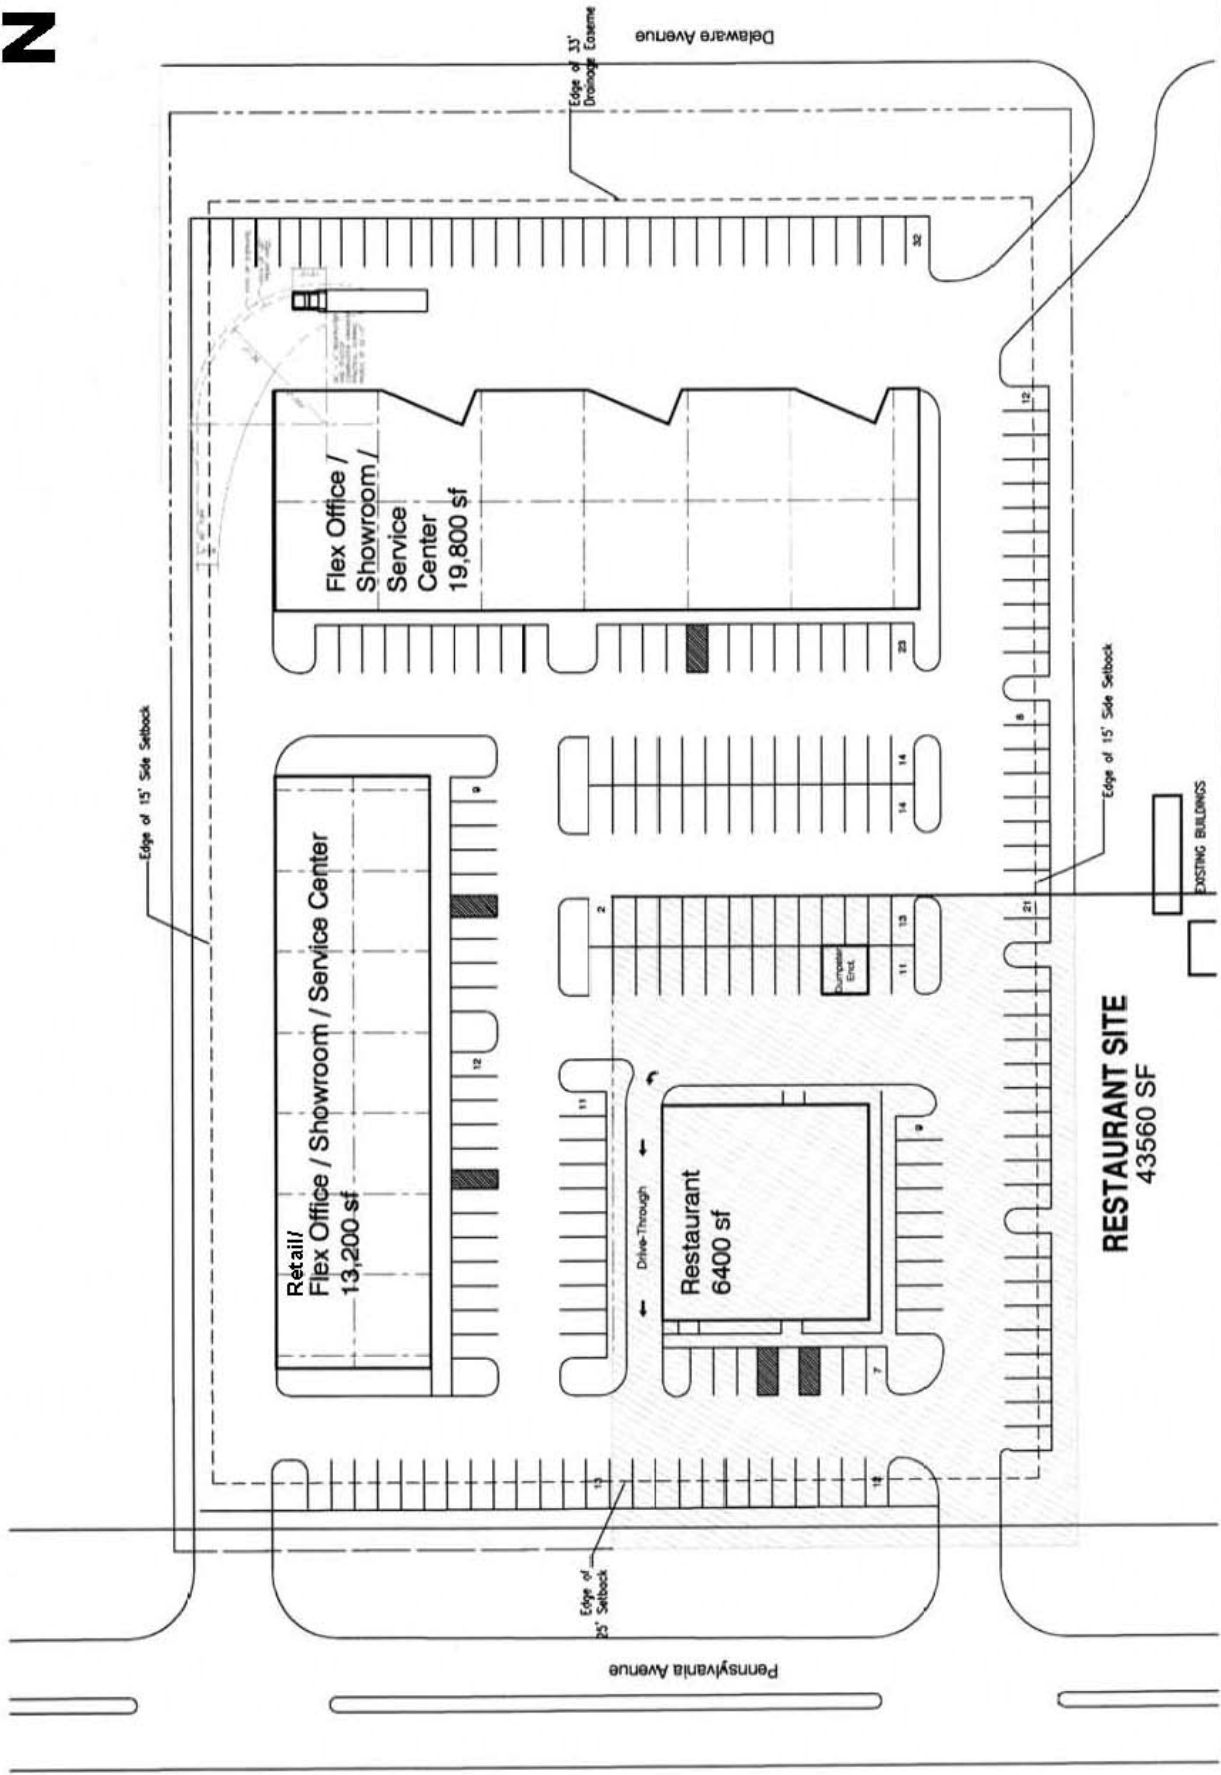 N
Delaware Avenue
Edge of 33'
Drainage Easeme
32
12
Flex Office /
Showroom /
Service
Center
19,800 sf
23
8
Edge of 15' Side Setback
Edge of 15' Side Setback
9
14
14
Retail/
Flex Office / Showroom / Service Center
13,200 sf
12
2
13
11
21
Dumpster
Encl.
EXISTING BUILDINGS
11
Drive-Through
Restaurant
6400 sf
9
7
RESTAURANT SITE
43560 SF
13
12
Edge of
25' Setback
Pennsylvania Avenue